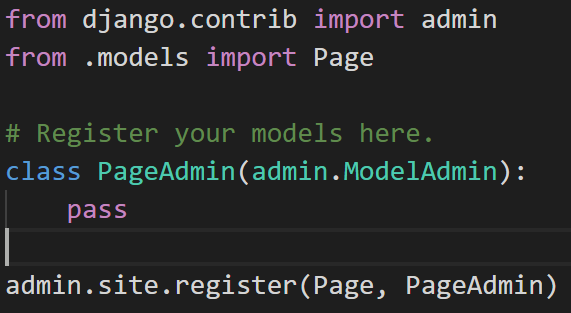 from django.contrib import admin
from .models import Page
# Register your models here.
class PageAdmin(admin.ModelAdmin):
    pass
admin.site.register(Page, PageAdmin)